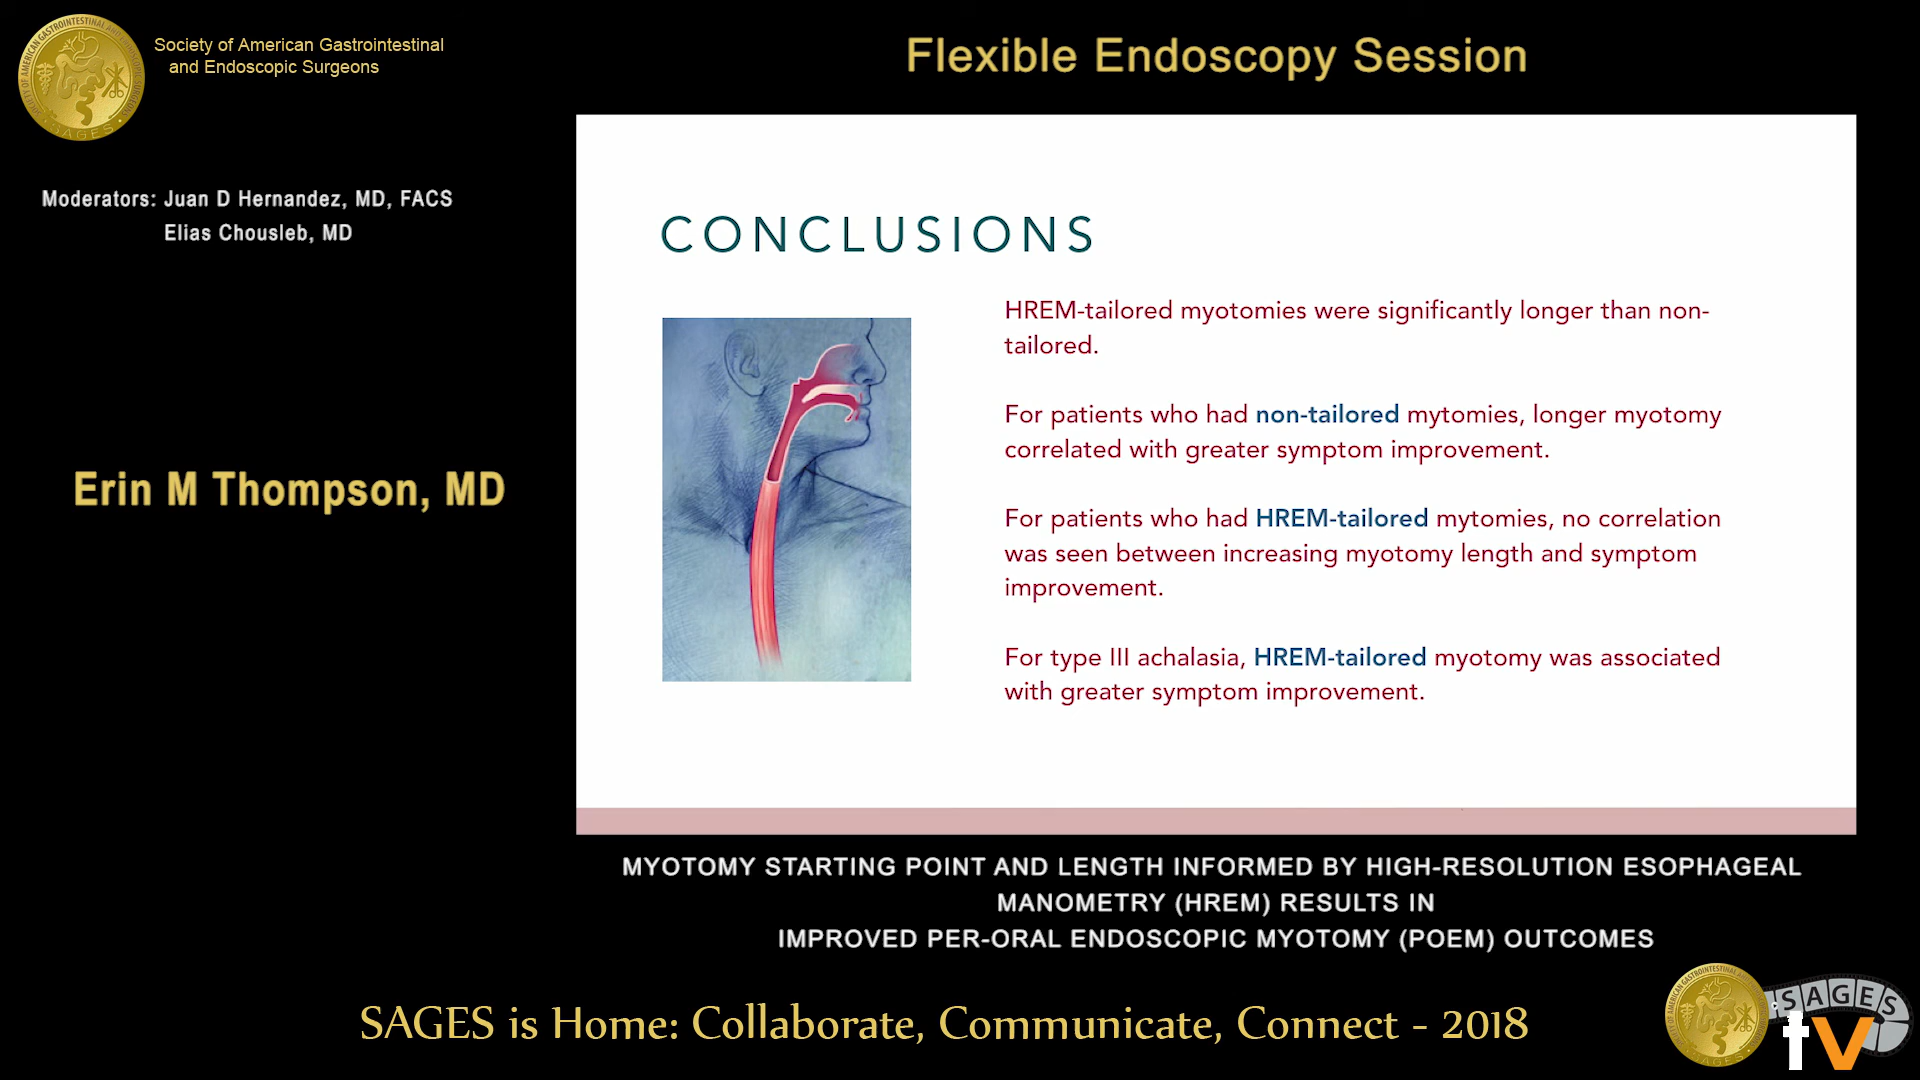 Society of American Gastrointestinal
and Endoscopic Surgeons
Flexible Endoscopy Session
Moderators: Juan D Hernandez, MD, FACS
Elias Chousleb, MD
Erin M Thompson, MD
CONCLUSIONS
HREM-tailored myotomies were significantly longer than non-
tailored.
For patients who had non-tailored mytomies, longer myotomy
correlated with greater symptom improvement.
For patients who had HREM-tailored mytomies, no correlation
was seen between increasing myotomy length and symptom
improvement.
For type III achalasia, HREM-tailored myotomy was associated
with greater symptom improvement.
MYOTOMY STARTING POINT AND LENGTH INFORMED BY HIGH-RESOLUTION ESOPHAGEAL
MANOMETRY (HREM) RESULTS IN
IMPROVED PER-ORAL ENDOSCOPIC MYOTOMY (POEM) OUTCOMES
SAGES is Home: Collaborate, Communicate, Connect - 2018
SAGES
tv